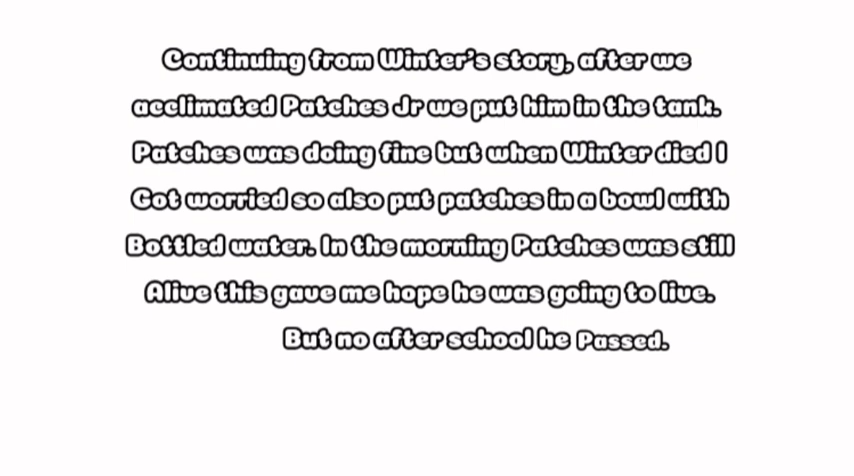 Continuing from Winter's story, after we
acclimated Patches Jr we put him in the tank.
Patches was doing fine but when Winter died I
Got worried so also put patches in a bowl with
Bottled water. In the morning Patches was still
Alive this gave me hope he was going to live.
But no after school he Passed.